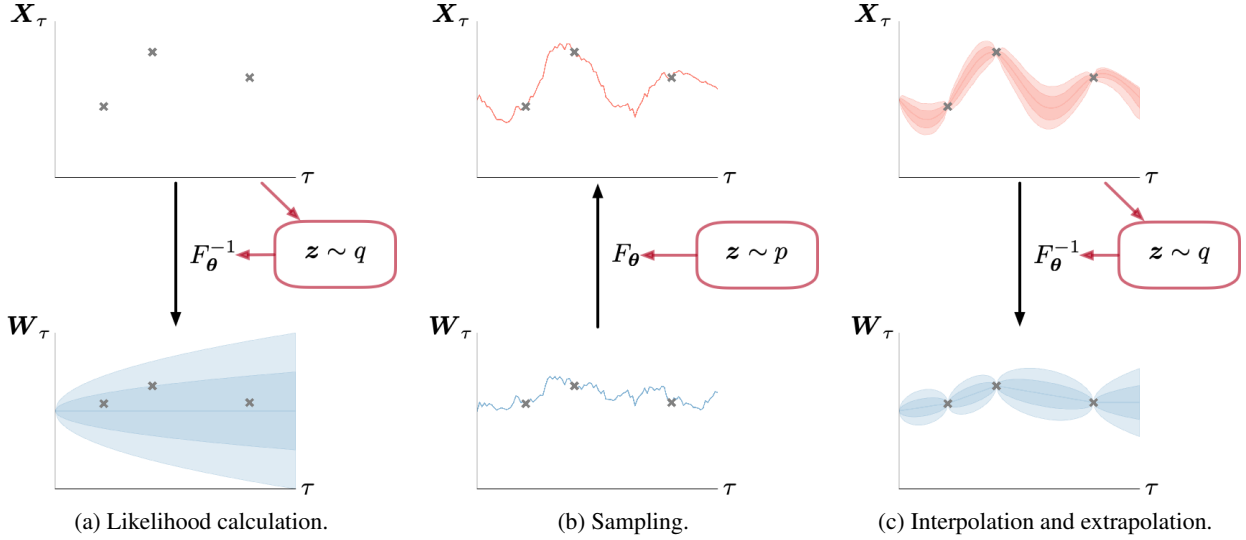 X_τ
τ
F_θ^{-1}
z ∼ q
W_τ
τ
(a) Likelihood calculation.
X_τ
τ
F_θ
z ∼ p
W_τ
τ
(b) Sampling.
X_τ
τ
F_θ^{-1}
z ∼ q
W_τ
τ
(c) Interpolation and extrapolation.